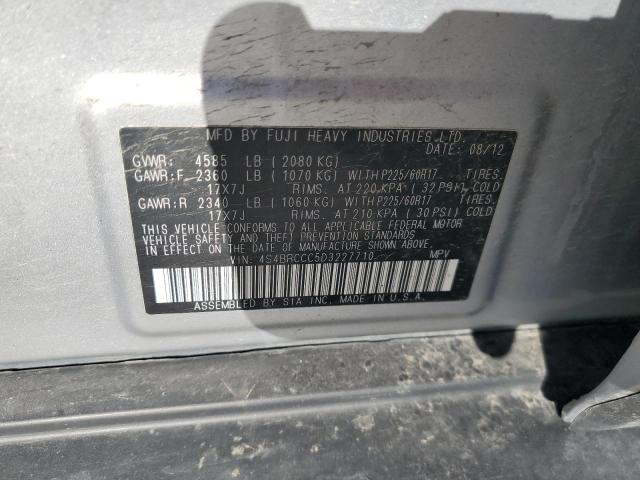 MFD BY FUJI HEAVY INDUSTRIES LTD.
DATE: 08/12
GVWR: 4585 LB (2080 KG)
GAWR:F 2360 LB (1070 KG) WITH P225/60R17 TIRES,
17X7J RIMS, AT 220 KPA (32 PSI) COLD
GAWR:R 2340 LB (1060 KG) WITH P225/60R17 TIRES,
17X7J RIMS, AT 210 KPA (30 PSI) COLD
THIS VEHICLE CONFORMS TO ALL APPLICABLE FEDERAL MOTOR
VEHICLE SAFETY AND THEFT PREVENTION STANDARDS
IN EFFECT ON THE DATE OF MANUFACTURE SHOWN ABOVE.
VIN: 4S4BRCCC5D3227710 MPV
ASSEMBLED BY SIA INC. MADE IN U.S.A.